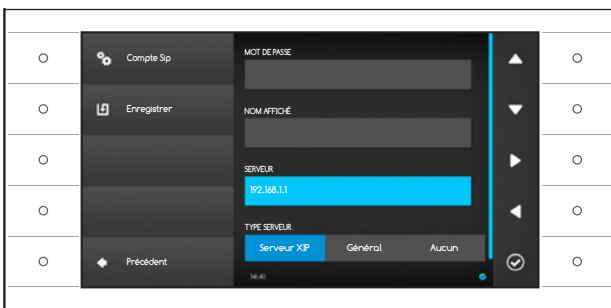 Compte Sip
Enregistrer
Précédent
MOT DE PASSE
NOM AFFICHÉ
SERVEUR
192.168.1.1
TYPE SERVEUR
Serveur XIP Général Aucun
14:41